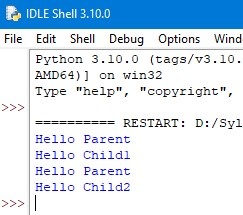 IDLE Shell 3.10.0
File Edit Shell Debug Options Windo
Python 3.10.0 (tags/v3.10.
AMD64)] on win32
Type "help", "copyright",
>>>
========== RESTART: D:/Syl
Hello Parent
Hello Child1
Hello Parent
Hello Child2
>>>